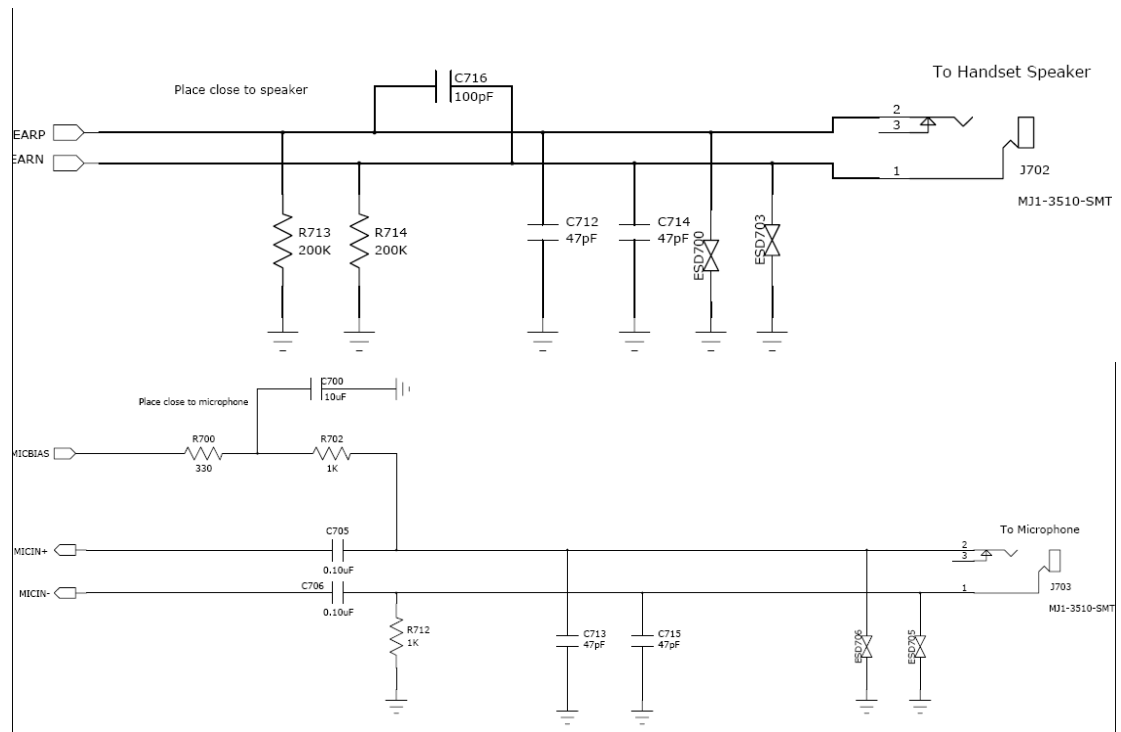 C716
100pF
Place close to speaker
To Handset Speaker
EARP
EARN
2
3
1
J702
MJ1-3510-SMT
R713
200K
R714
200K
C712
47pF
C714
47pF
ESD700
ESD703
C700
10uF
Place close to microphone
R700
330
R702
1K
MICBIAS
C705
0.10uF
MICIN+
To Microphone
2
3
C706
0.10uF
MICIN-
1
J703
MJ1-3510-SMT
R712
1K
C713
47pF
C715
47pF
ESD706
ESD705